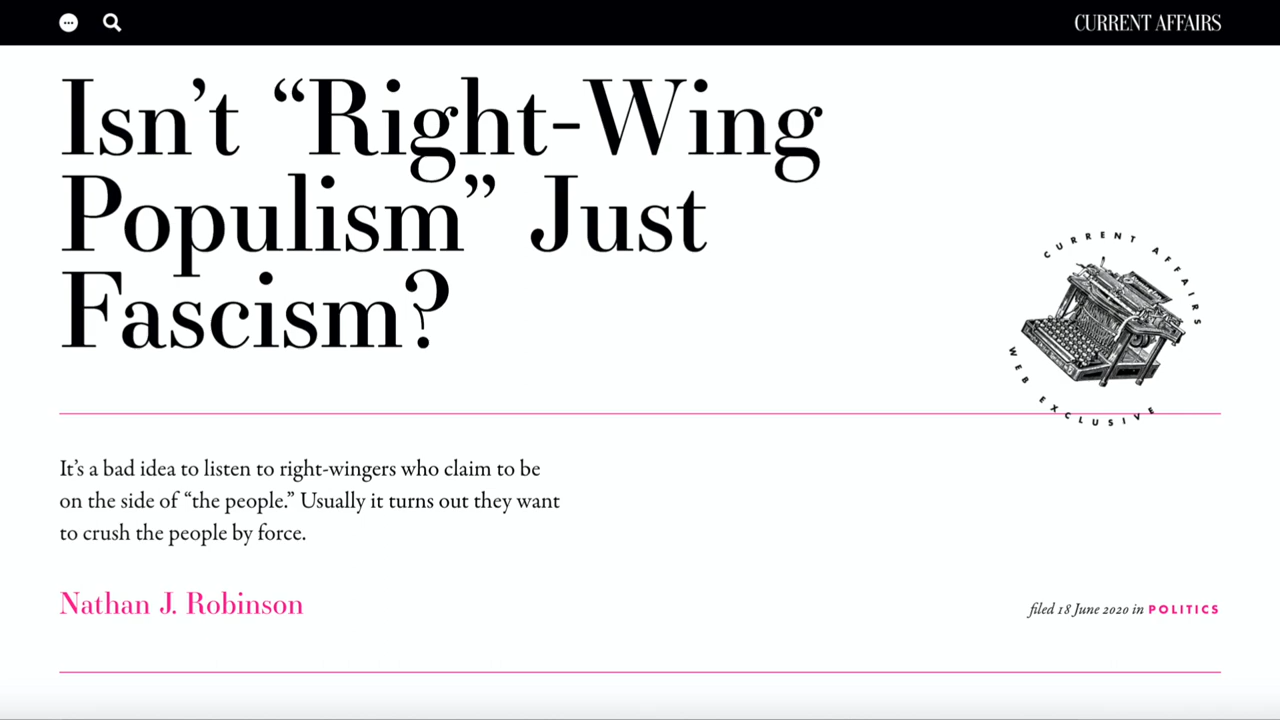 CURRENT AFFAIRS
Isn’t “Right-Wing
Populism” Just
Fascism?
CURRENT AFFAIRS
WEB EXCLUSIVE
It’s a bad idea to listen to right-wingers who claim to be
on the side of “the people.” Usually it turns out they want
to crush the people by force.
Nathan J. Robinson
filed 18 June 2020 in POLITICS